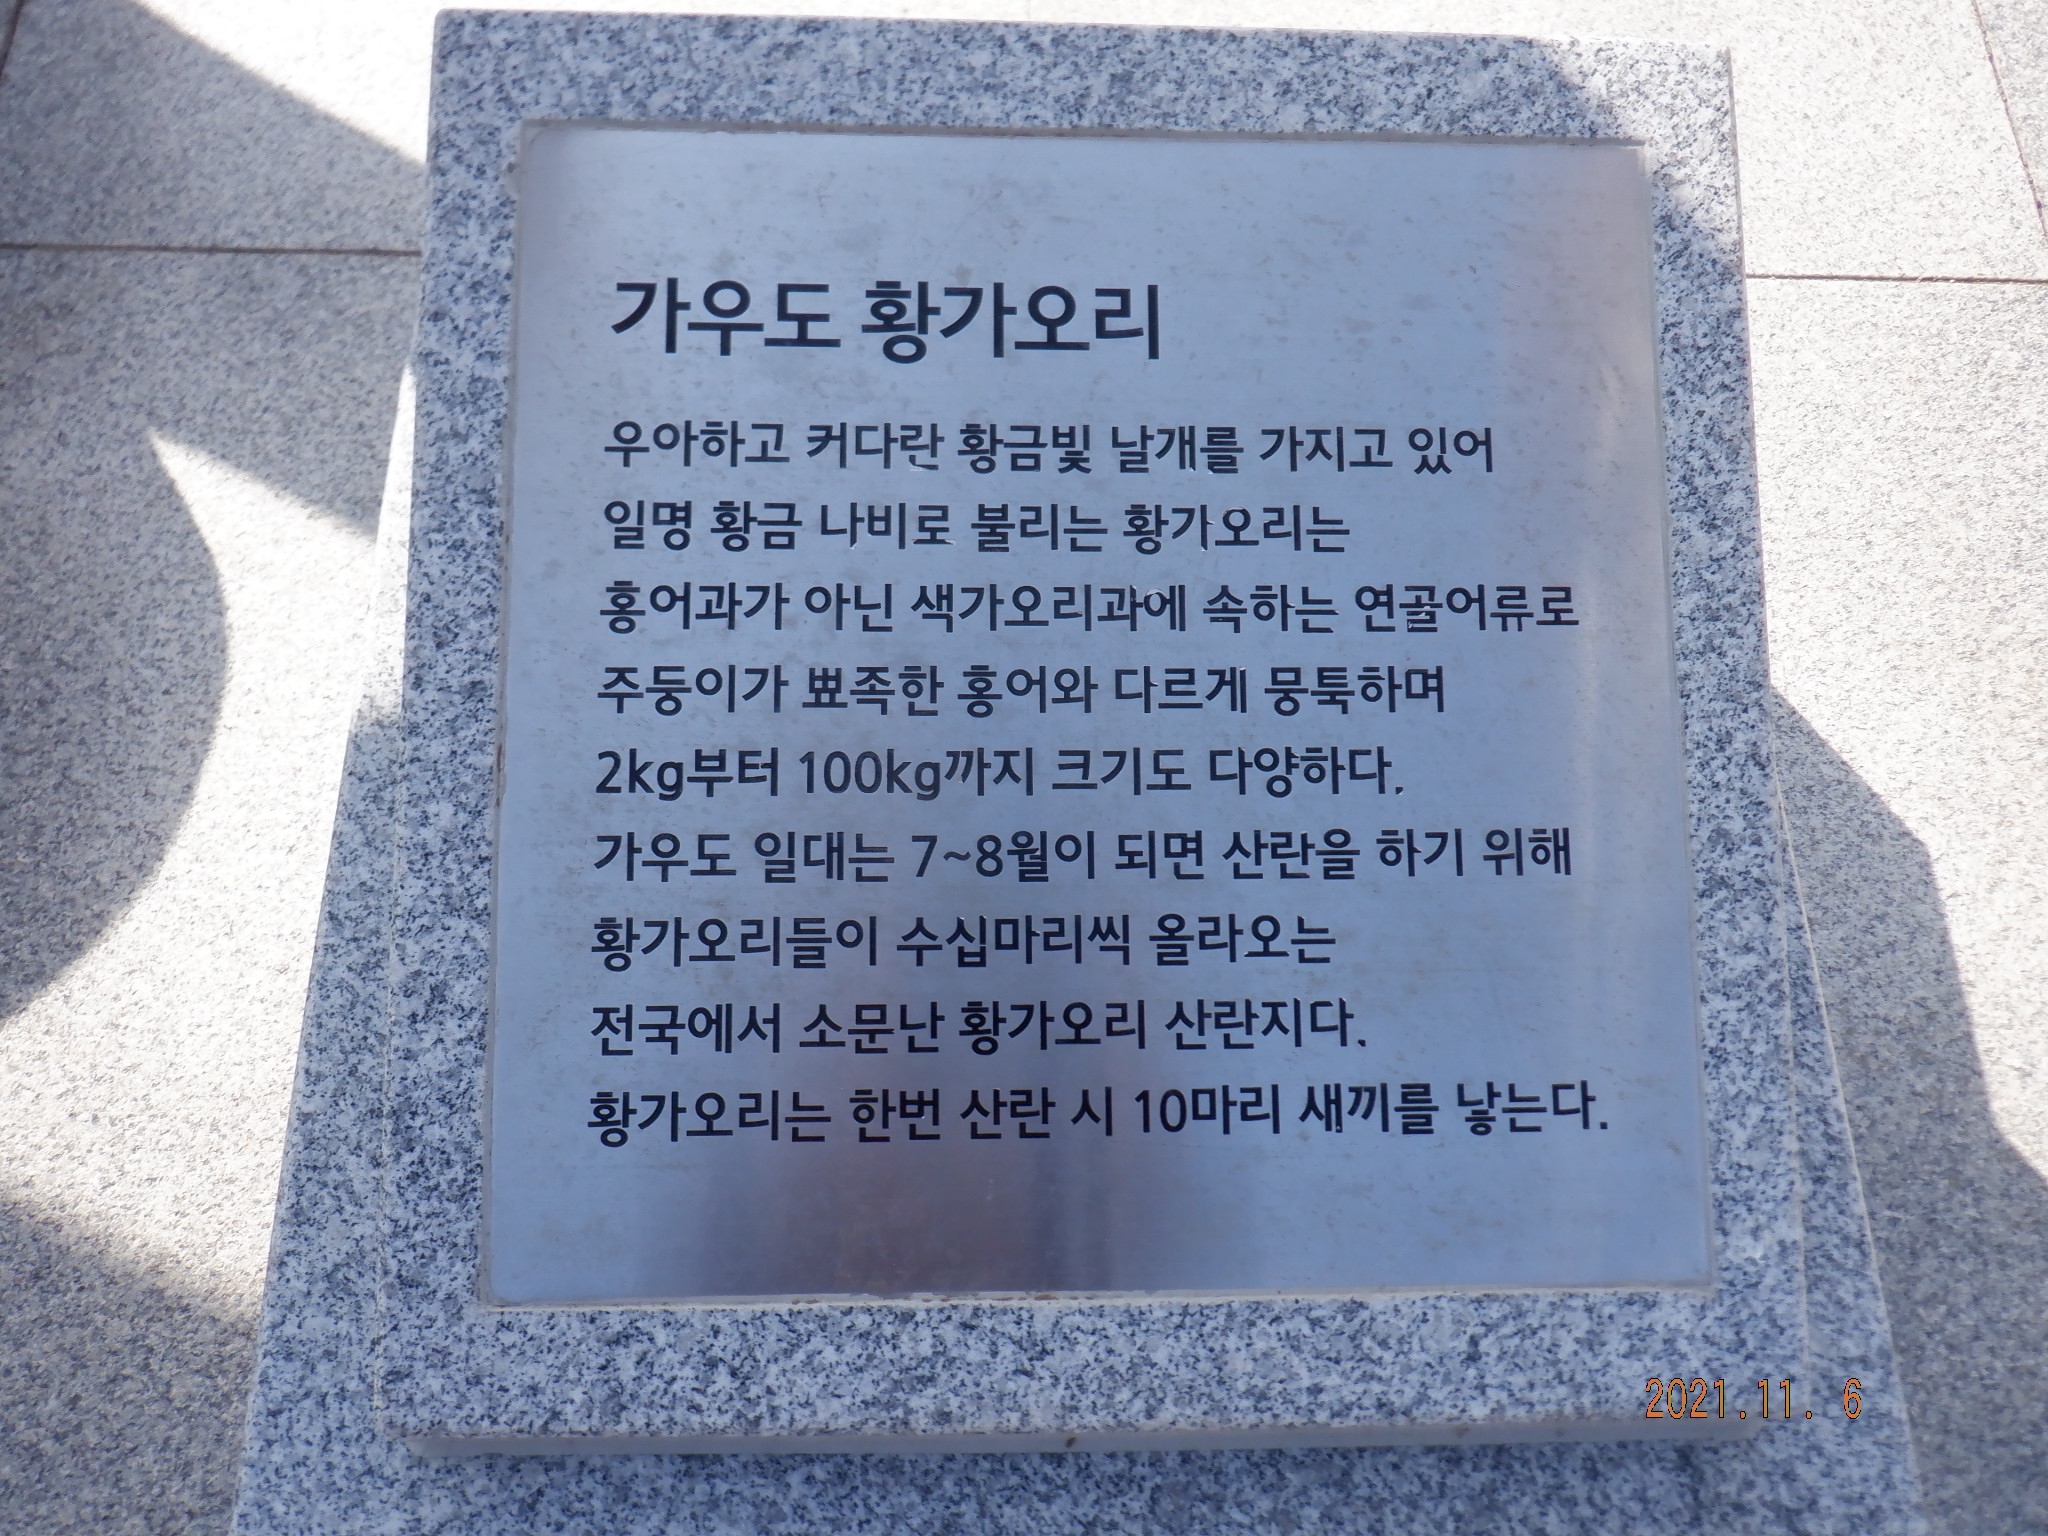 가우도 황가오리
우아하고 커다란 황금빛 날개를 가지고 있어
일명 황금 나비로 불리는 황가오리는
홍어과가 아닌 색가오리과에 속하는 연골어류로
주둥이가 뾰족한 홍어와 다르게 뭉툭하며
2kg부터 100kg까지 크기도 다양하다.
가우도 일대는 7~8월이 되면 산란을 하기 위해
황가오리들이 수십마리씩 올라오는
전국에서 소문난 황가오리 산란지다.
황가오리는 한번 산란 시 10마리 새끼를 낳는다.
2021.11. 6